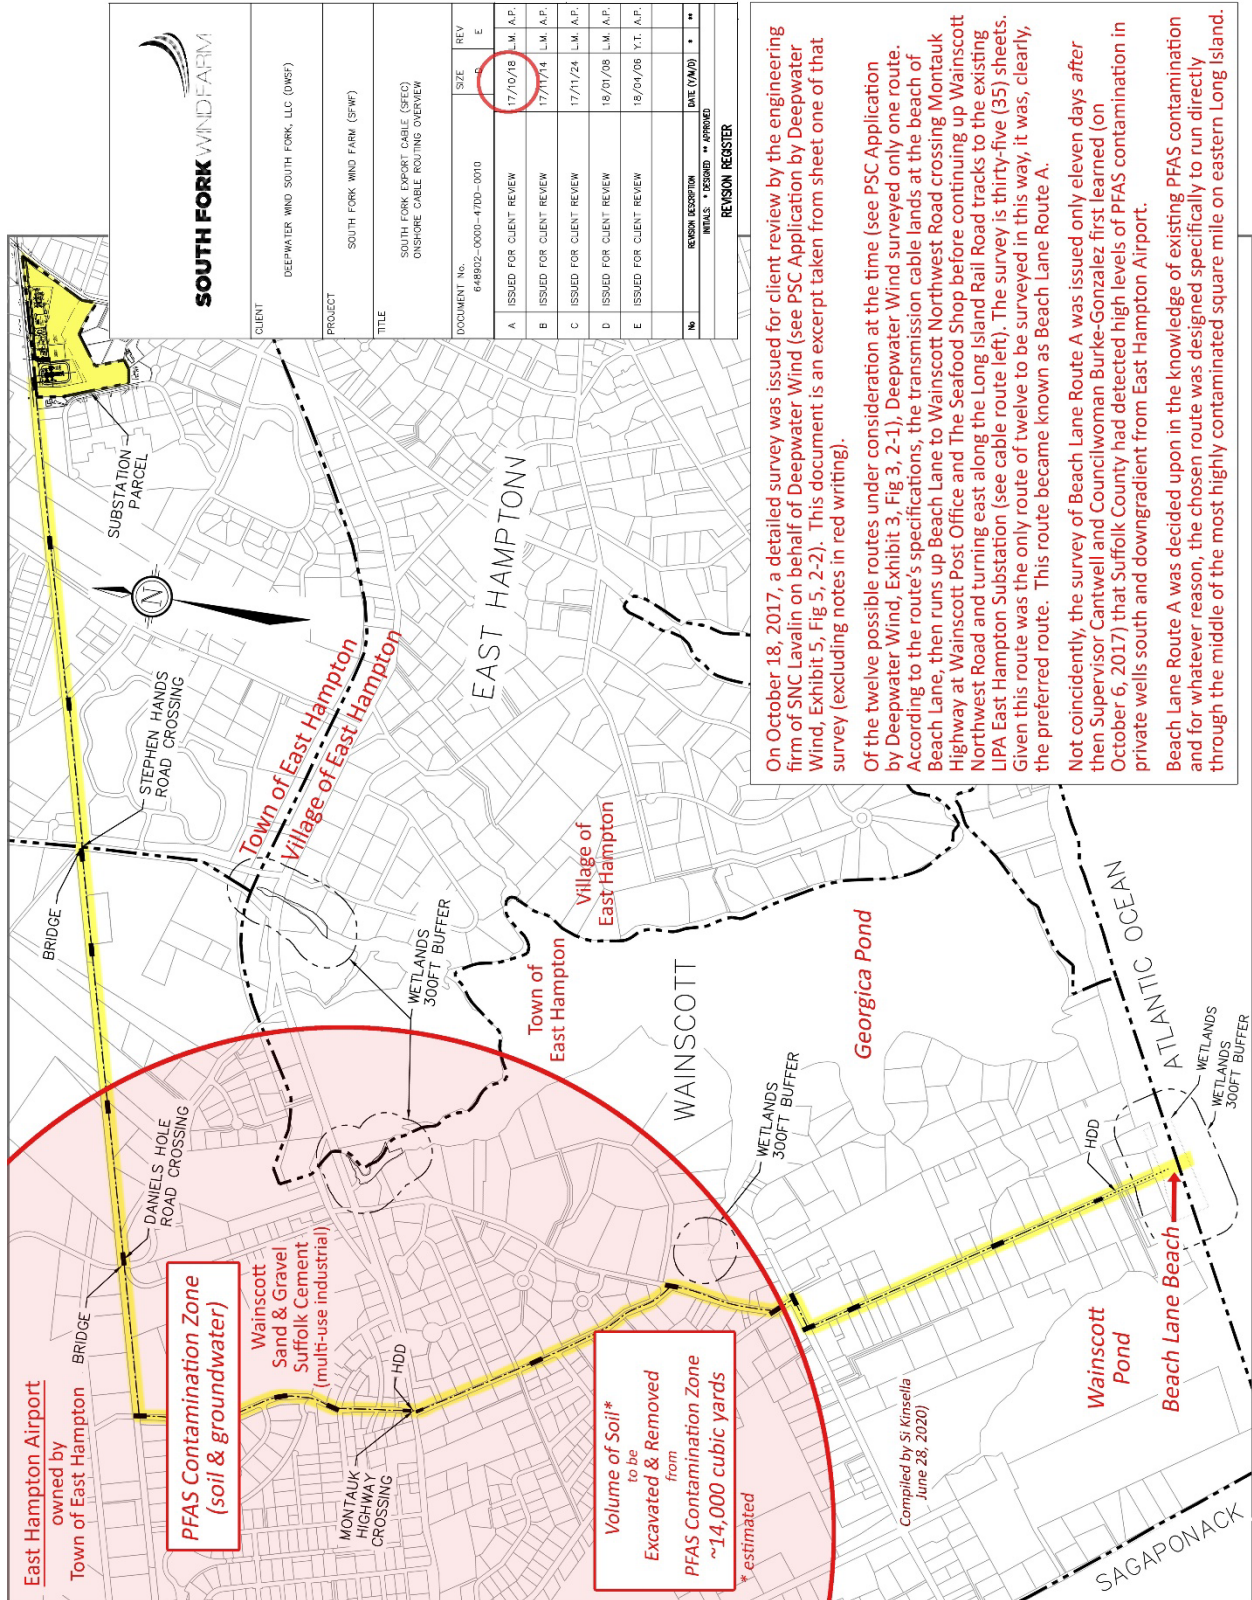 SOUTH FORK WIND FARM
CLIENT
DEEPWATER WIND SOUTH FORK, LLC (DWSF)
PROJECT
SOUTH FORK WIND FARM (SFWF)
TITLE
SOUTH FORK EXPORT CABLE (SFEC)
ONSHORE CABLE ROUTING OVERVIEW
DOCUMENT No. SIZE REV
648902-0000-47DD-0010 D E
A ISSUED FOR CLIENT REVIEW 17/10/18 L.M. A.P.
B ISSUED FOR CLIENT REVIEW 17/11/14 L.M. A.P.
C ISSUED FOR CLIENT REVIEW 17/11/24 L.M. A.P.
D ISSUED FOR CLIENT REVIEW 18/01/08 L.M. A.P.
E ISSUED FOR CLIENT REVIEW 18/04/06 Y.T. A.P.
No REVISION DESCRIPTION DATE (Y/M/D) * **
INITIALS: * DESIGNED ** APPROVED
REVISION REGISTER
East Hampton Airport
owned by
Town of East Hampton
BRIDGE
DANIELS HOLE
ROAD CROSSING
BRIDGE
STEPHEN HANDS
ROAD CROSSING
N
SUBSTATION
PARCEL
PFAS Contamination Zone
(soil & groundwater)
Wainscott
Sand & Gravel
Suffolk Cement
(multi-use industrial)
Town of East Hampton
Village of East Hampton
MONTAUK
HIGHWAY
CROSSING
HDD
WETLANDS
300FT BUFFER
EAST HAMPTON
Town of
East Hampton
Village of
East Hampton
Volume of Soil*
to be
Excavated & Removed
from
PFAS Contamination Zone
~14,000 cubic yards
* estimated
WAINSCOTT
WETLANDS
300FT BUFFER
Georgica Pond
Compiled by Si Kinsella
June 28, 2020)
HDD
Wainscott
Pond
ATLANTIC OCEAN
Beach Lane Beach
WETLANDS
WETLANDS
300FT BUFFER
SAGAPONACK
On October 18, 2017, a detailed survey was issued for client review by the engineering
firm of SNC Lavalin on behalf of Deepwater Wind (see PSC Application by Deepwater
Wind, Exhibit 5, Fig 5, 2-2). This document is an excerpt taken from sheet one of that
survey (excluding notes in red writing).
Of the twelve possible routes under consideration at the time (see PSC Application
by Deepwater Wind, Exhibit 3, Fig 3, 2-1), Deepwater Wind surveyed only one route.
According to the route's specifications, the transmission cable lands at the beach of
Beach Lane, then runs up Beach Lane to Wainscott Northwest Road crossing Montauk
Highway at Wainscott Post Office and The Seafood Shop before continuing up Wainscott
Northwest Road and turning east along the Long Island Rail Road tracks to the existing
LIPA East Hampton Substation (see cable route left). The survey is thirty-five (35) sheets.
Given this route was the only route of twelve to be surveyed in this way, it was, clearly,
the preferred route. This route became known as Beach Lane Route A.
Not coincidently, the survey of Beach Lane Route A was issued only eleven days after
then Supervisor Cantwell and Councilwoman Burke-Gonzalez first learned (on
October 6, 2017) that Suffolk County had detected high levels of PFAS contamination in
private wells south and downgradient from East Hampton Airport.
Beach Lane Route A was decided upon in the knowledge of existing PFAS contamination
and for whatever reason, the chosen route was designed specifically to run directly
through the middle of the most highly contaminated square mile on eastern Long Island.